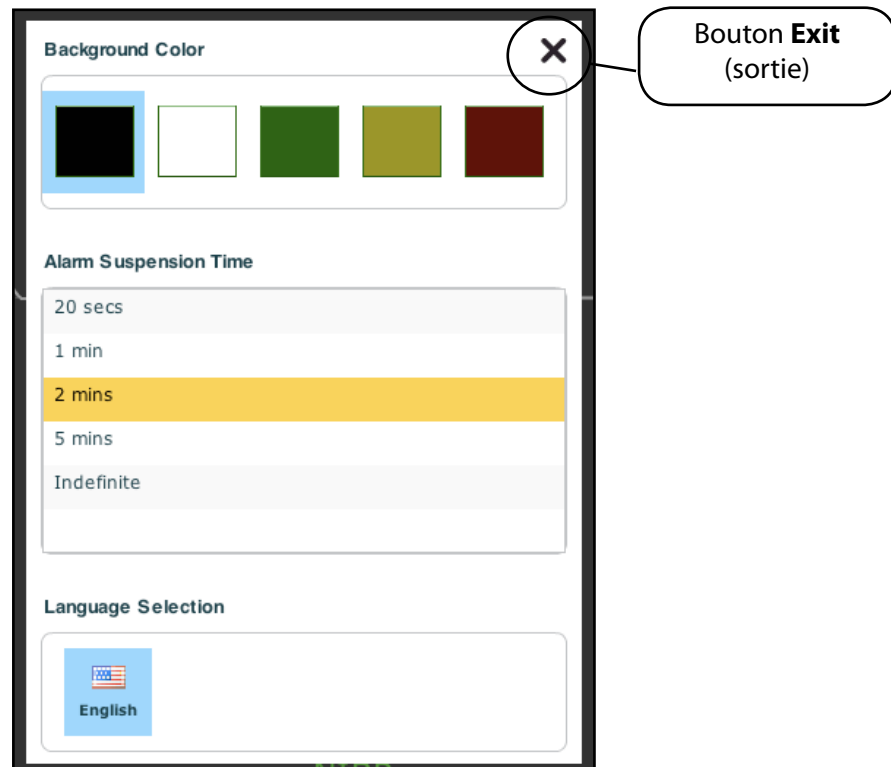 Background Color
Bouton Exit
(sortie)
Alarm Suspension Time
20 secs
1 min
2 mins
5 mins
Indefinite
Language Selection
English